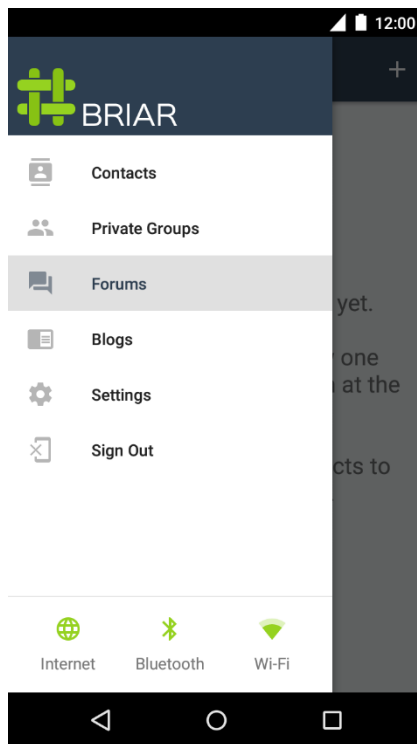 12:00
+
BRIAR
Contacts
Private Groups
Forums
yet.
Blogs
one
at the
Settings
Sign Out
cts to
Internet Bluetooth Wi-Fi